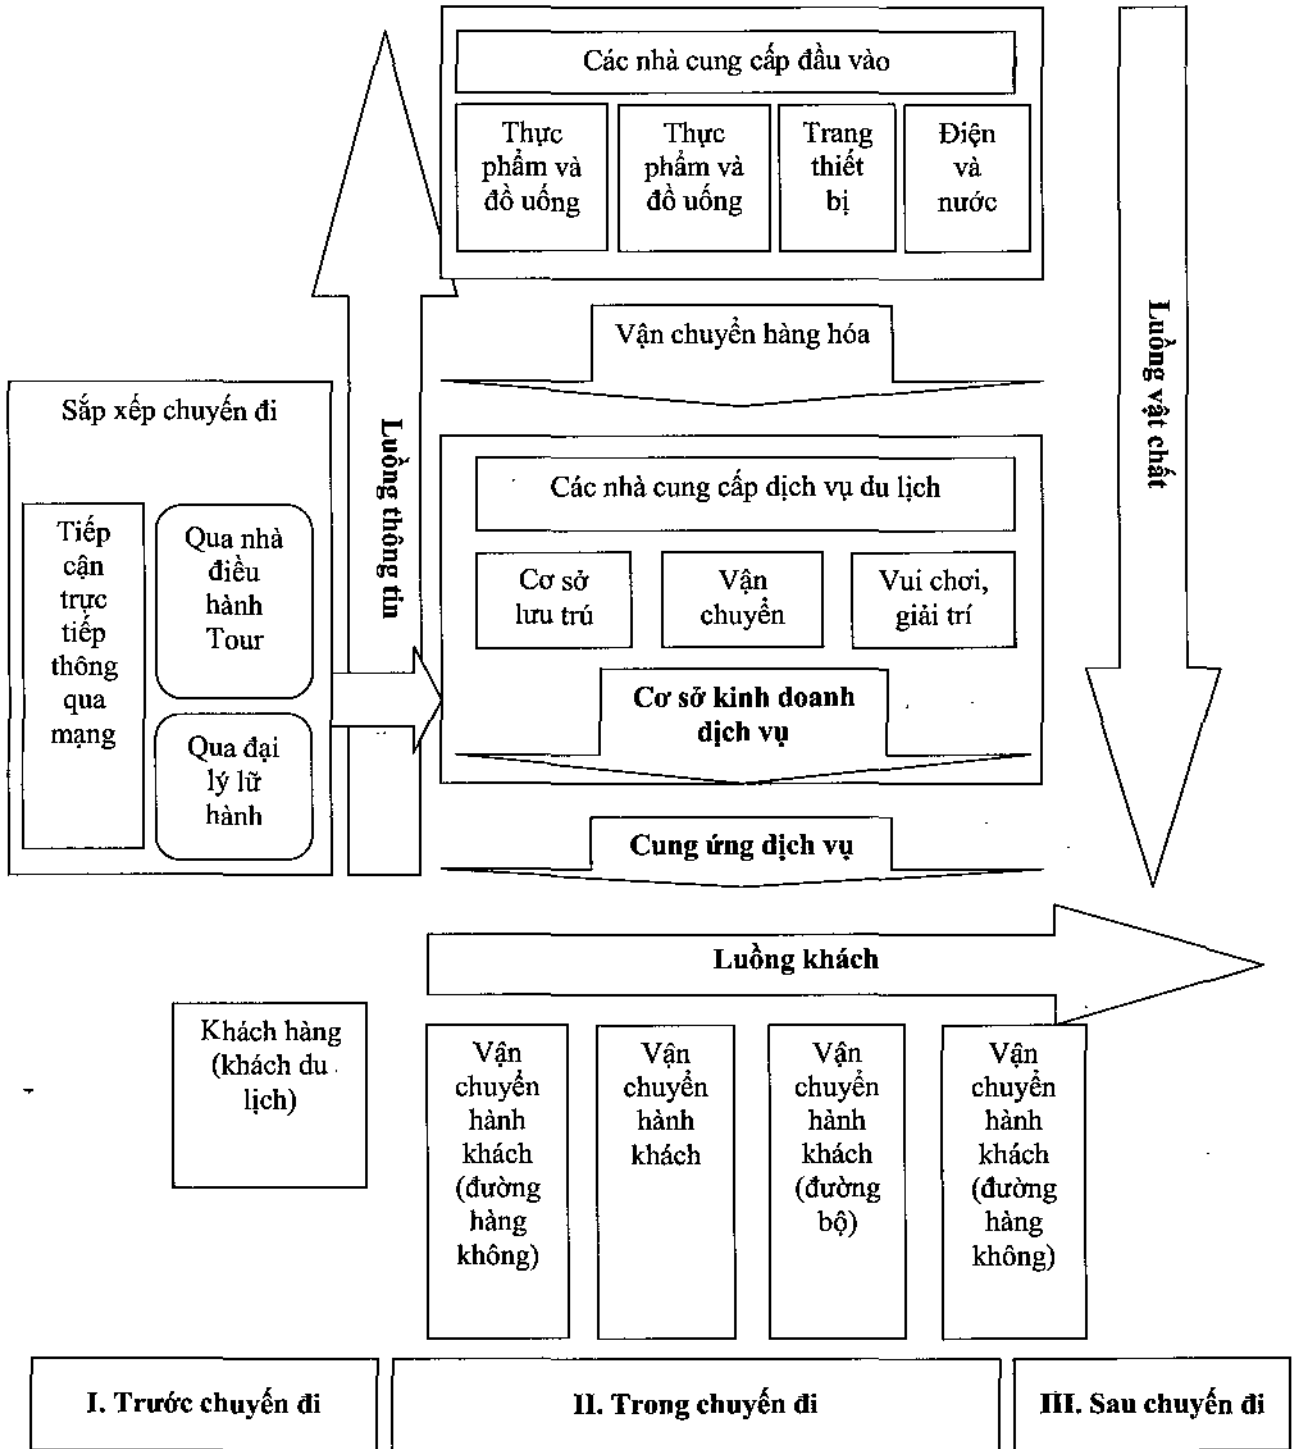 Các nhà cung cấp đầu vào
Thực
phẩm và
đồ uống
Thực
phẩm và
đồ uống
Trang
thiết
bị
Điện
và
nước
Vận chuyển hàng hóa
Luồng vật chất
Luồng thông tin
Sắp xếp chuyến đi
Tiếp
cận
trực
tiếp
thông
qua
mạng
Qua nhà
điều
hành
Tour
Qua đại
lý lữ
hành
Các nhà cung cấp dịch vụ du lịch
Cơ sở
lưu trú
Vận
chuyển
Vui chơi,
giải trí
Cơ sở kinh doanh
dịch vụ
Cung ứng dịch vụ
Luồng khách
Khách hàng
(khách du
lịch)
Vận
chuyển
hành
khách
(đường
hàng
không)
Vận
chuyển
hành
khách
Vận
chuyển
hành
khách
(đường
bộ)
Vận
chuyển
hành
khách
(đường
hàng
không)
I. Trước chuyến đi
II. Trong chuyến đi
III. Sau chuyến đi